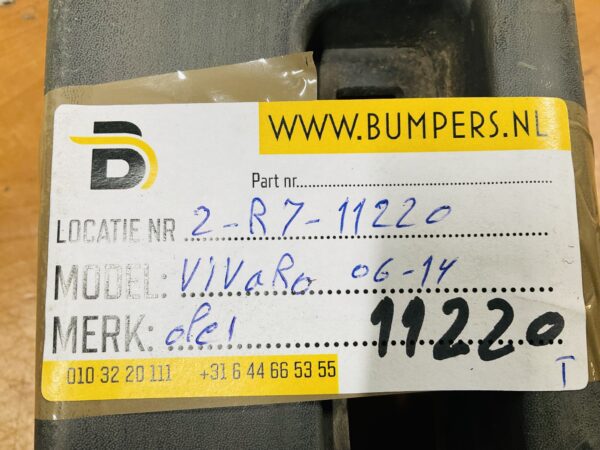 B
WWW.BUMPERS.NL
Part nr.
LOCATIE NR 2-R7-11220
MODEL: ViVaRo 06-14
MERK: opel 11220
010 32 20 111 +31 6 44 66 53 55
T